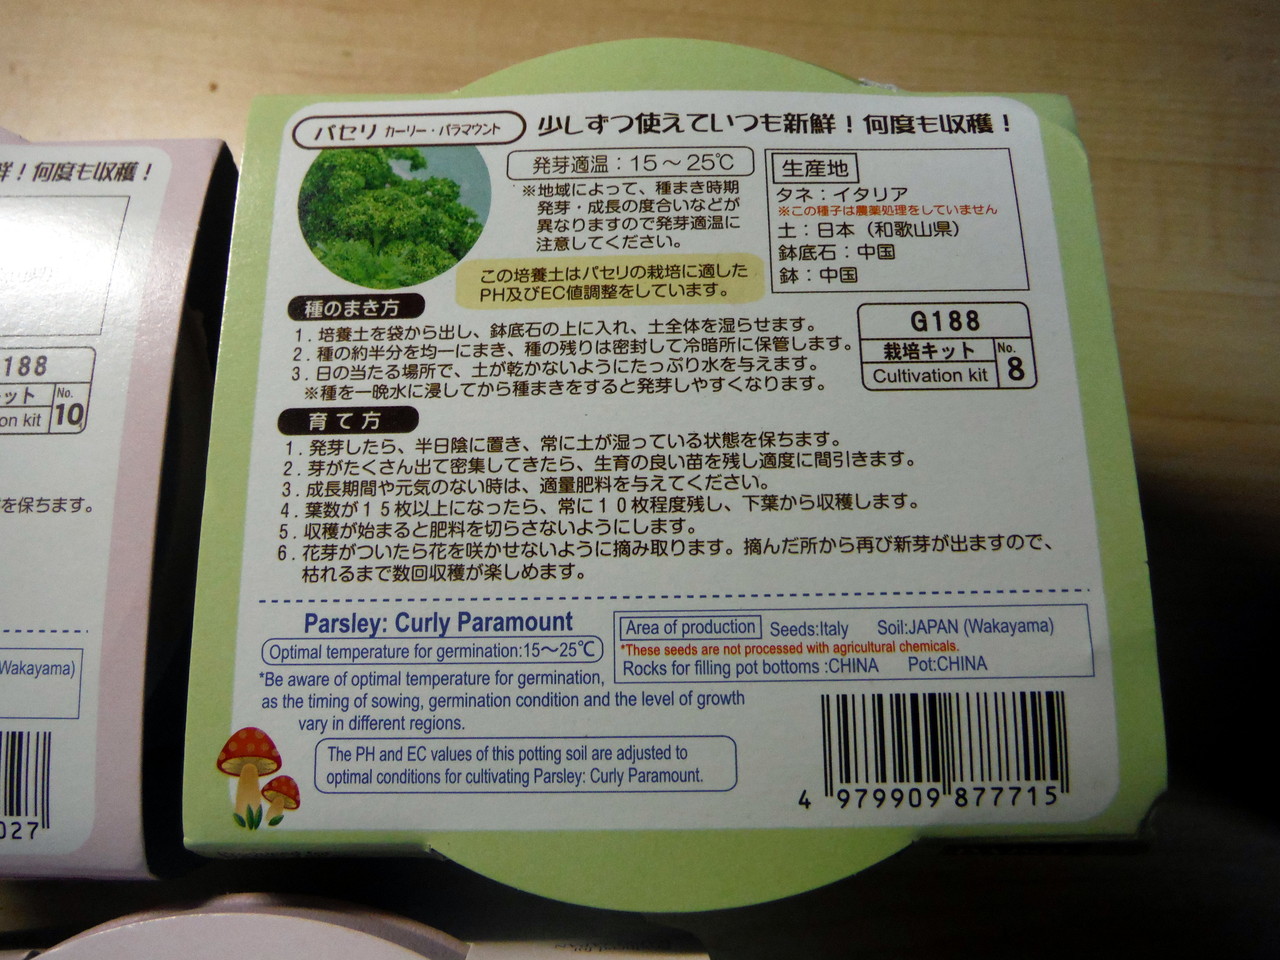 パセリ カーリー・パラマウント
少しずつ使えていつも新鮮！何度も収穫！
発芽適温：15～25℃
※地域によって、種まき時期
発芽・成長の度合いなどが
異なりますので発芽適温に
注意してください。
この培養土はパセリの栽培に適した
PH及びEC値調整をしています。
生産地
タネ：イタリア
※この種子は農薬処理をしていません
土：日本（和歌山県）
鉢底石：中国
鉢：中国
種のまき方
1. 培養土を袋から出し、鉢底石の上に入れ、土全体を湿らせます。
2. 種の約半分を均一にまき、種の残りは密封して冷暗所に保管します。
3. 日の当たる場所で、土が乾かないようにたっぷり水を与えます。
※種を一晩水に浸してから種まきをすると発芽しやすくなります。
G188
栽培キット No.
Cultivation kit 8
育て方
1. 発芽したら、半日陰に置き、常に土が湿っている状態を保ちます。
2. 芽がたくさん出て密集してきたら、生育の良い苗を残し適度に間引きます。
3. 成長期間や元気のない時は、適量肥料を与えてください。
4. 葉数が１５枚以上になったら、常に１０枚程度残し、下葉から収穫します。
5. 収穫が始まると肥料を切らさないようにします。
6. 花芽がついたら花を咲かせないように摘み取ります。摘んだ所から再び新芽が出ますので、
枯れるまで数回収穫が楽しめます。
Parsley: Curly Paramount
Optimal temperature for germination:15～25℃
*Be aware of optimal temperature for germination,
as the timing of sowing, germination condition and the level of growth
vary in different regions.
The PH and EC values of this potting soil are adjusted to
optimal conditions for cultivating Parsley: Curly Paramount.
Area of production Seeds:Italy Soil:JAPAN (Wakayama)
*These seeds are not processed with agricultural chemicals.
Rocks for filling pot bottoms :CHINA Pot:CHINA
4 979909 877715
鮮！何度も収穫！
188
ット No.
on kit 10
を保ちます。
Wakayama)
027